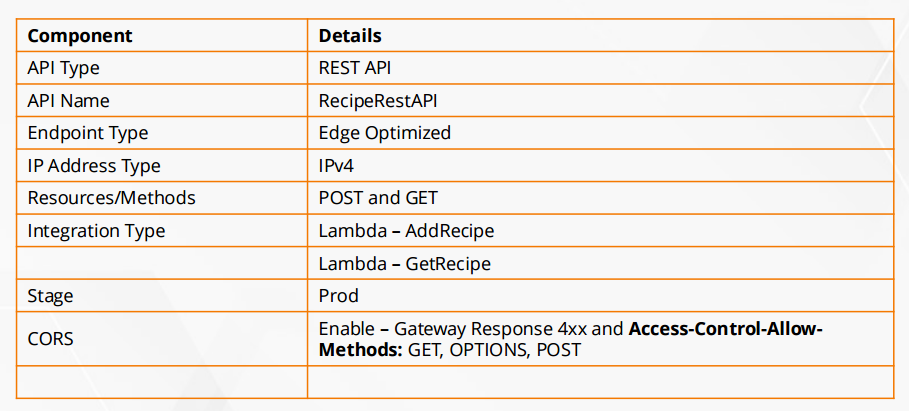 Component Details
API Type REST API
API Name RecipeRestAPI
Endpoint Type Edge Optimized
IP Address Type IPv4
Resources/Methods POST and GET
Integration Type Lambda – AddRecipe
Lambda – GetRecipe
Stage Prod
CORS Enable – Gateway Response 4xx and Access-Control-Allow-
Methods: GET, OPTIONS, POST